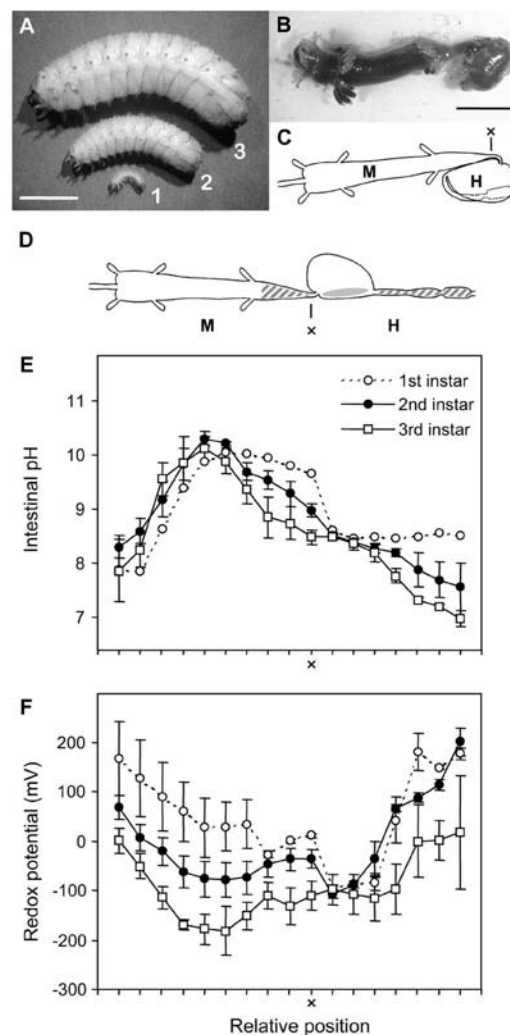 A
3
2
1
B
C
×
M
H
D
M
×
H
E
11
10
9
8
7
Intestinal pH
1st instar
2nd instar
3rd instar
×
F
200
100
0
-100
-200
-300
Redox potential (mV)
×
Relative position